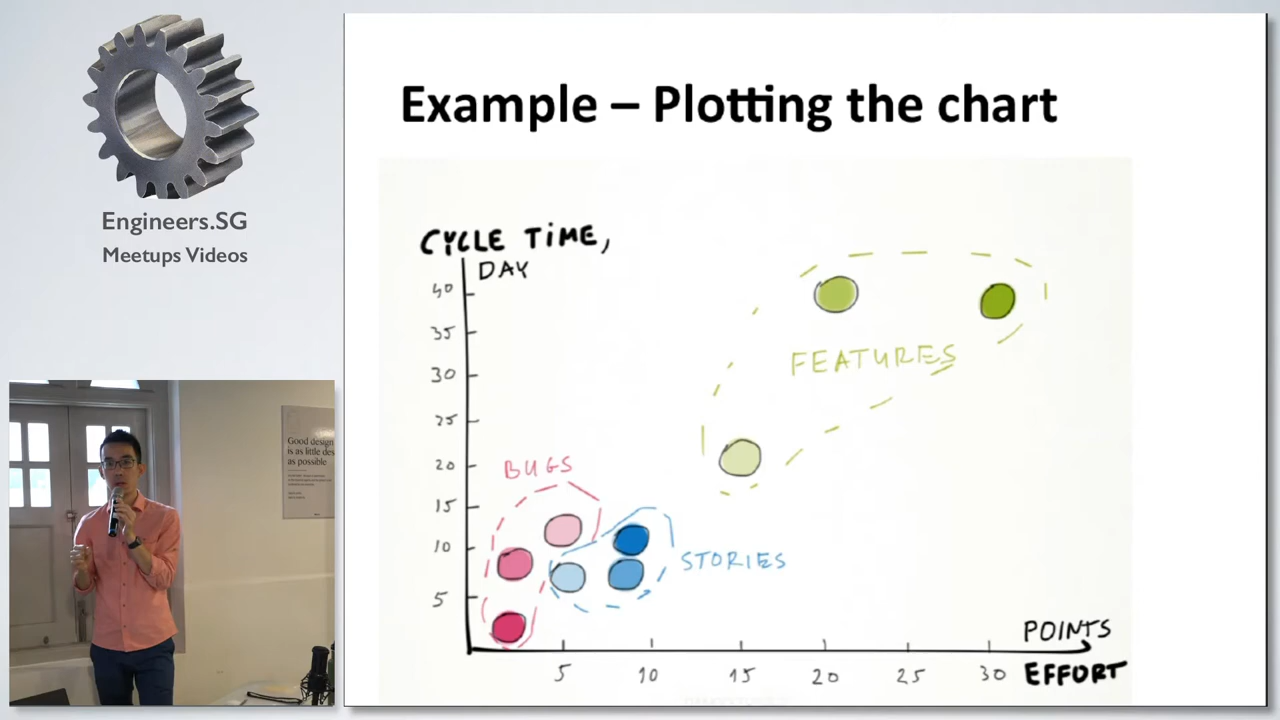 Engineers.SG
Meetups Videos
Example – Plotting the chart
CYCLE TIME,
DAY
40
35
30
25
20
15
10
5
FEATURES
BUGS
STORIES
POINTS
5 10 15 20 25 30 EFFORT
Good design
is as little des
as possible